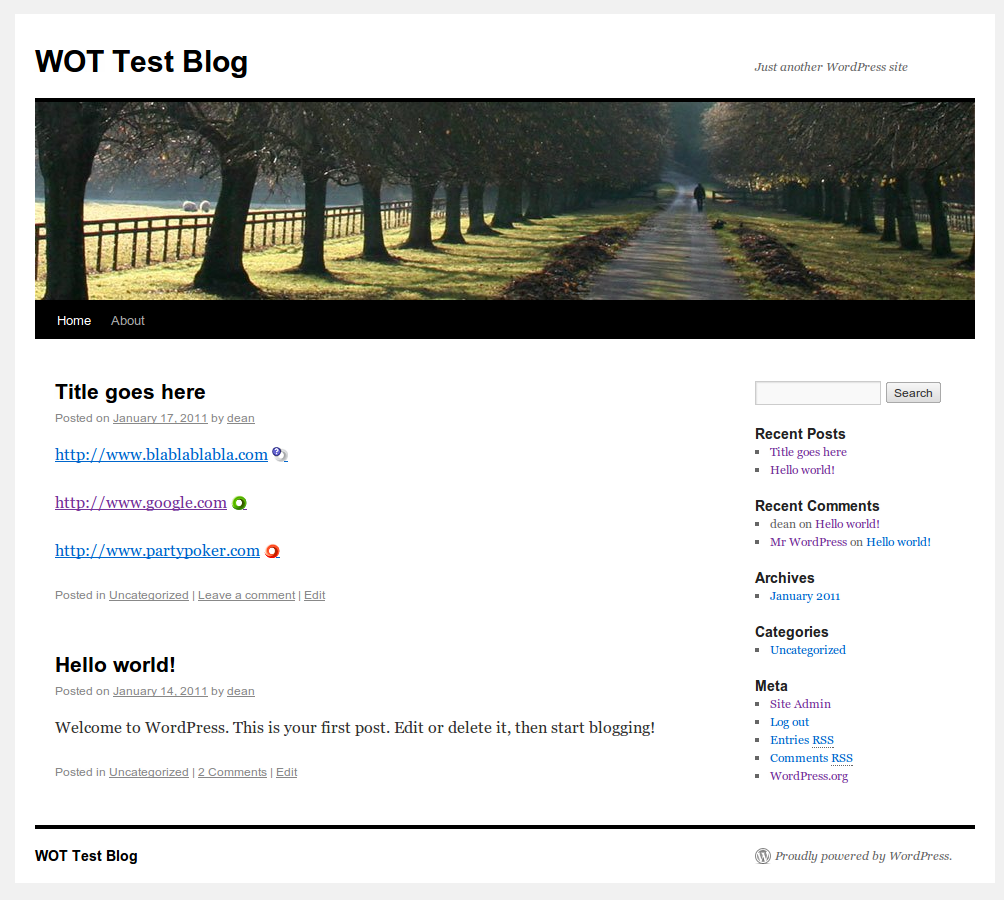 WOT Test Blog
Just another WordPress site
Home About
Title goes here
Posted on January 17, 2011 by dean
http://www.blablablabla.com ?
http://www.google.com
http://www.partypoker.com
Posted in Uncategorized | Leave a comment | Edit
Hello world!
Posted on January 14, 2011 by dean
Welcome to WordPress. This is your first post. Edit or delete it, then start blogging!
Posted in Uncategorized | 2 Comments | Edit
Search
Recent Posts
Title goes here
Hello world!
Recent Comments
dean on Hello world!
Mr WordPress on Hello world!
Archives
January 2011
Categories
Uncategorized
Meta
Site Admin
Log out
Entries RSS
Comments RSS
WordPress.org
WOT Test Blog
Proudly powered by WordPress.